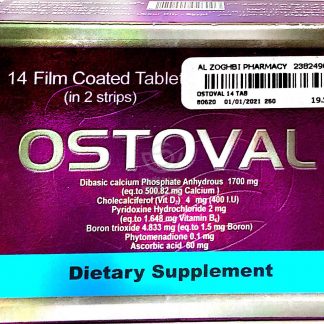 AL ZOGHBI PHARMACY
OSTOVAL 14 TAB
80620 01/01/2021 250
14 Film Coated
(in 2 strips)
OSTOVAL
Dibasic calcium Phosphate Anhydrous 1700 mg
(eq.to 500.82 mg Calcium )
Cholecalciferol (Vit D₃) 4 mg (400 I.U)
Pyridoxine Hydrochloride 2 mg
(eq.to 1.648 mg Vitamin B₆)
Boron trioxide 4.833 mg (eq.to 1.5 mg Boron)
Phytomenadione 0.1 mg
Ascorbic acid 60 mg
Dietary Supplement